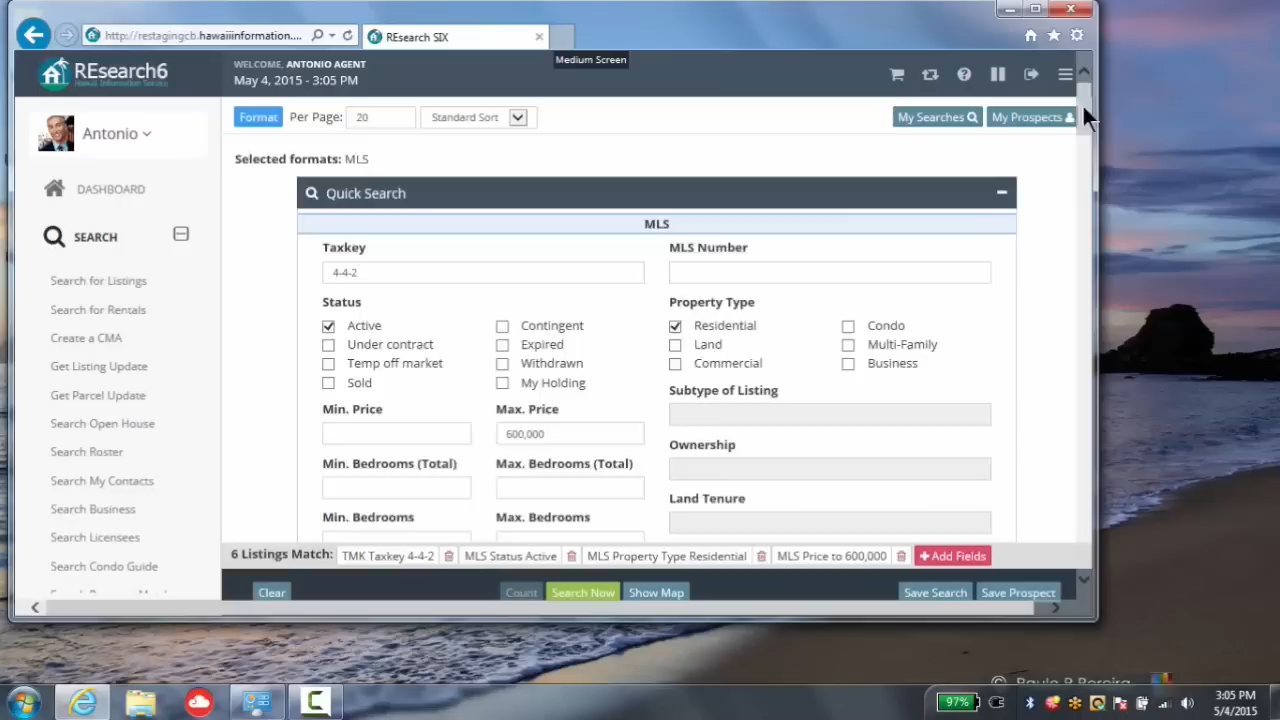 http://restagingcb.hawaiiinformation....
REsearch SIX
Medium Screen
REsearch6
Hawaii Information Service
WELCOME, ANTONIO AGENT
May 4, 2015 - 3:05 PM
Format
Per Page:
20
Standard Sort
My Searches
My Prospects
Antonio
Selected formats: MLS
DASHBOARD
SEARCH
Search for Listings
Search for Rentals
Create a CMA
Get Listing Update
Get Parcel Update
Search Open House
Search Roster
Search My Contacts
Search Business
Search Licensees
Search Condo Guide
Quick Search
MLS
Taxkey
MLS Number
4-4-2
Status
Property Type
Active
Contingent
Residential
Condo
Under contract
Expired
Land
Multi-Family
Temp off market
Withdrawn
Commercial
Business
Sold
My Holding
Subtype of Listing
Min. Price
Max. Price
600,000
Ownership
Min. Bedrooms (Total)
Max. Bedrooms (Total)
Land Tenure
Min. Bedrooms
Max. Bedrooms
6 Listings Match:
TMK Taxkey 4-4-2
MLS Status Active
MLS Property Type Residential
MLS Price to 600,000
Add Fields
Clear
Count
Search Now
Show Map
Save Search
Save Prospect
97%
3:05 PM
5/4/2015